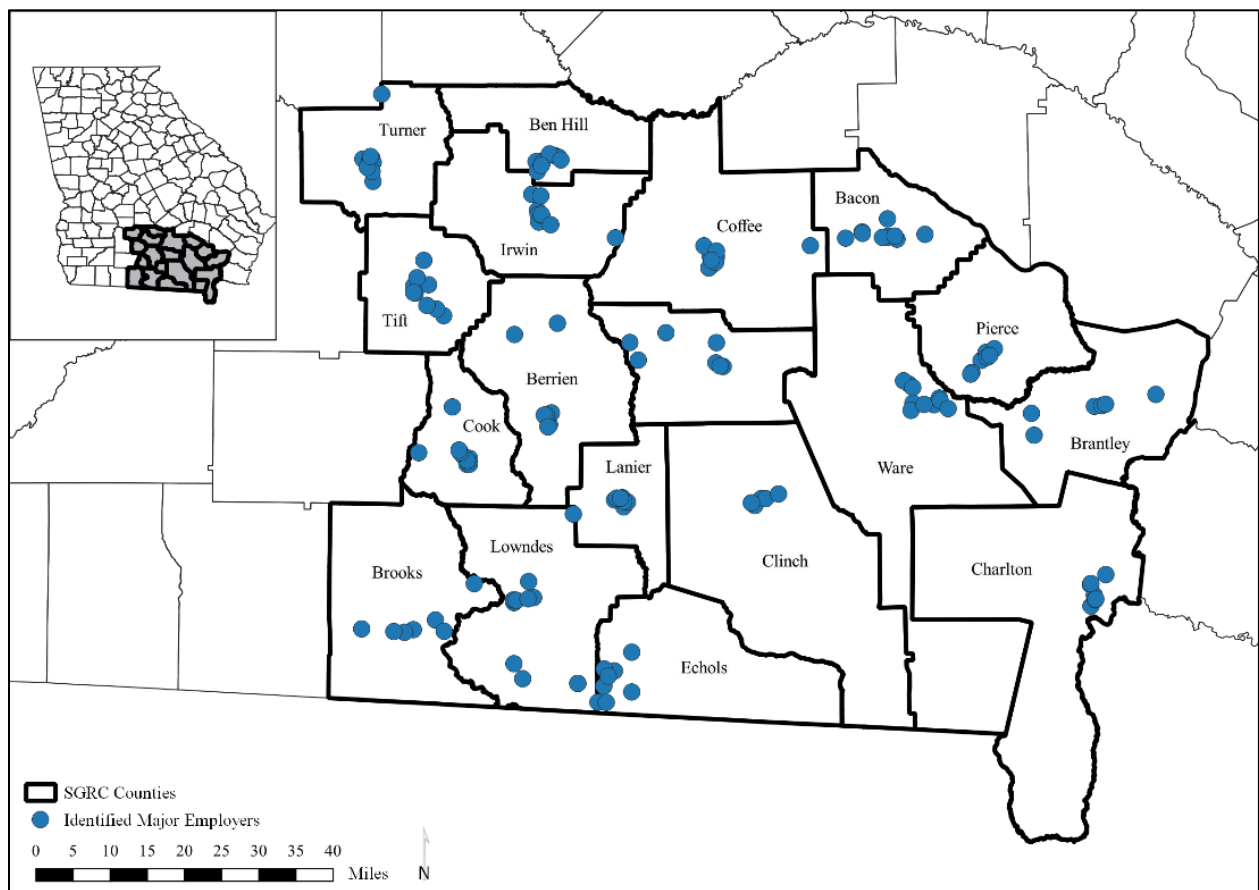 Turner
Ben Hill
Bacon
Coffee
Irwin
Tift
Pierce
Berrien
Cook
Brantley
Lanier
Ware
Lowndes
Clinch
Brooks
Charlton
Echols
SGRC Counties
Identified Major Employers
0 5 10 15 20 25 30 40
Miles
N